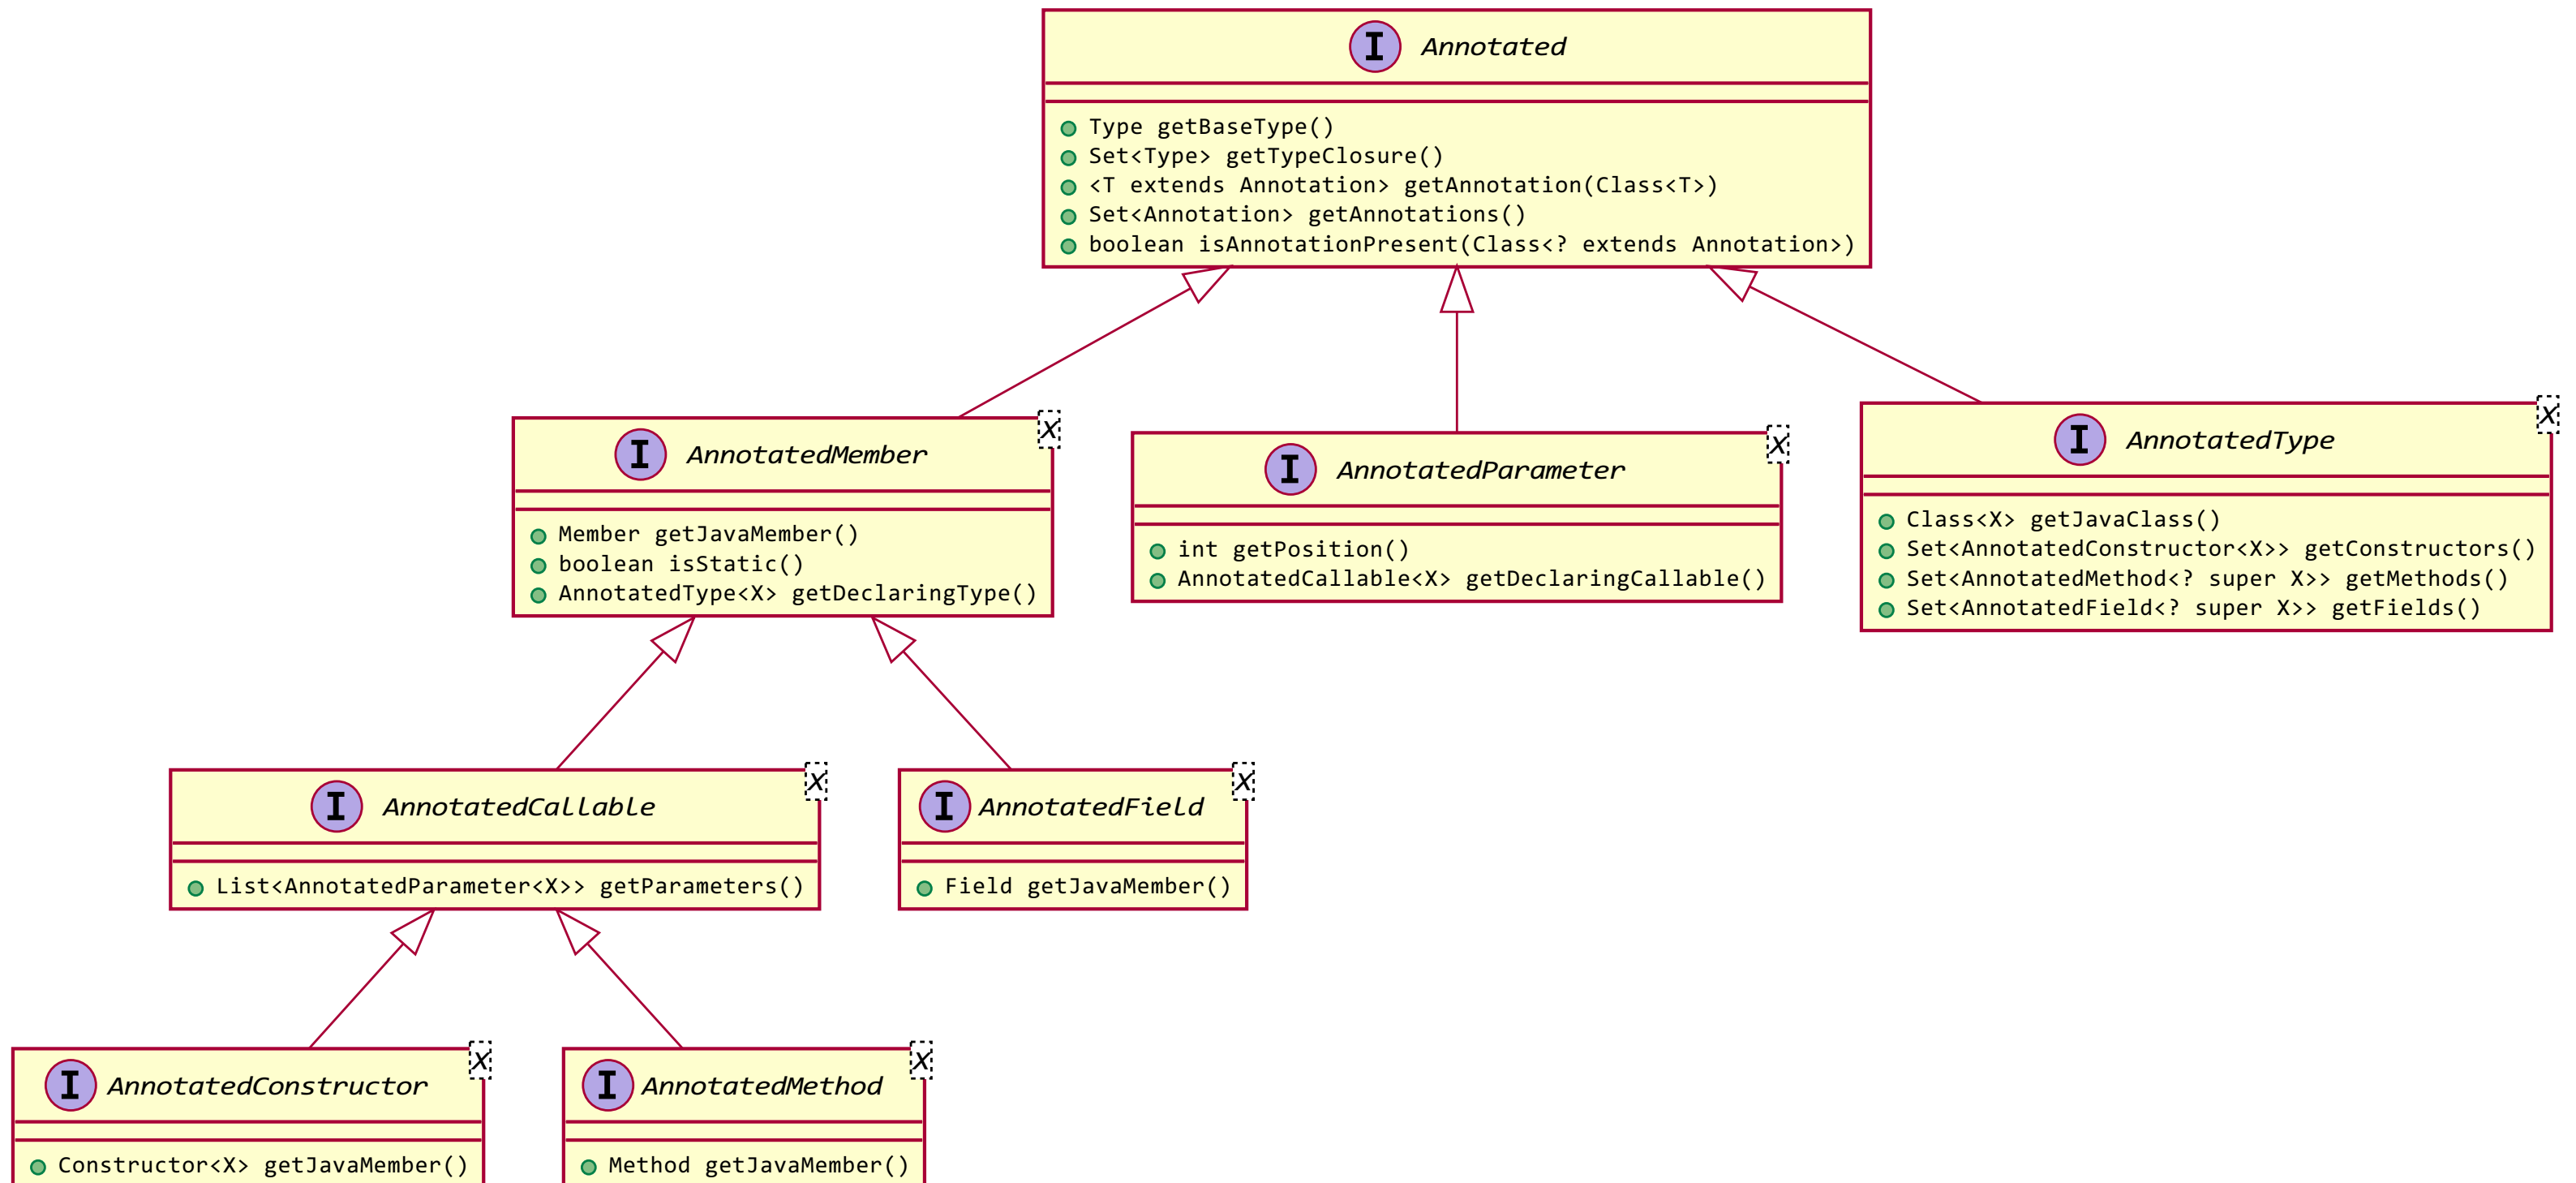 I Annotated
Type getBaseType()
Set<Type> getTypeClosure()
<T extends Annotation> getAnnotation(Class<T>)
Set<Annotation> getAnnotations()
boolean isAnnotationPresent(Class<? extends Annotation>)
I AnnotatedMember X
Member getJavaMember()
boolean isStatic()
AnnotatedType<X> getDeclaringType()
I AnnotatedParameter X
int getPosition()
AnnotatedCallable<X> getDeclaringCallable()
I AnnotatedType X
Class<X> getJavaClass()
Set<AnnotatedConstructor<X>> getConstructors()
Set<AnnotatedMethod<? super X>> getMethods()
Set<AnnotatedField<? super X>> getFields()
I AnnotatedCallable X
List<AnnotatedParameter<X>> getParameters()
I AnnotatedField X
Field getJavaMember()
I AnnotatedConstructor X
Constructor<X> getJavaMember()
I AnnotatedMethod X
Method getJavaMember()